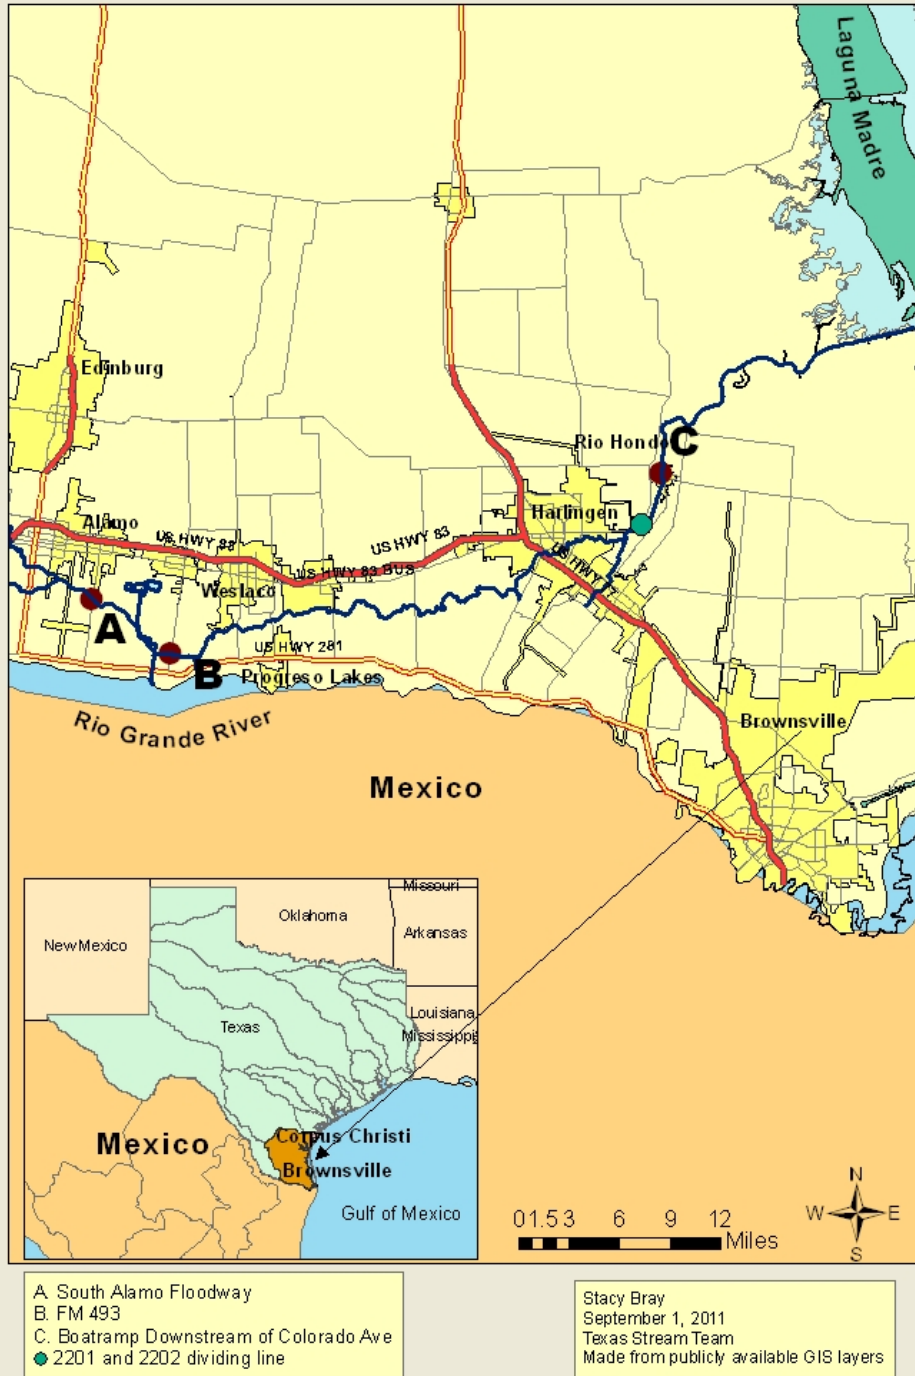 Laguna Madre
Edinburg
Rio Hondo
C
Harlingen
Alamo
US HWY 83
US HWY 83
US HWY 83 BUS
US HWY 77
Weslaco
A
B
US HWY 281
Progreso Lakes
Rio Grande River
Brownsville
Mexico
Missouri
Oklahoma
Arkansas
New Mexico
Louisiana
Texas
Mississippi
Corpus Christi
Mexico
Brownsville
Gulf of Mexico
N
W E
S
0 1.5 3 6 9 12
Miles
A. South Alamo Floodway
B. FM 493
C. Boatramp Downstream of Colorado Ave
2201 and 2202 dividing line
Stacy Bray
September 1, 2011
Texas Stream Team
Made from publicly available GIS layers